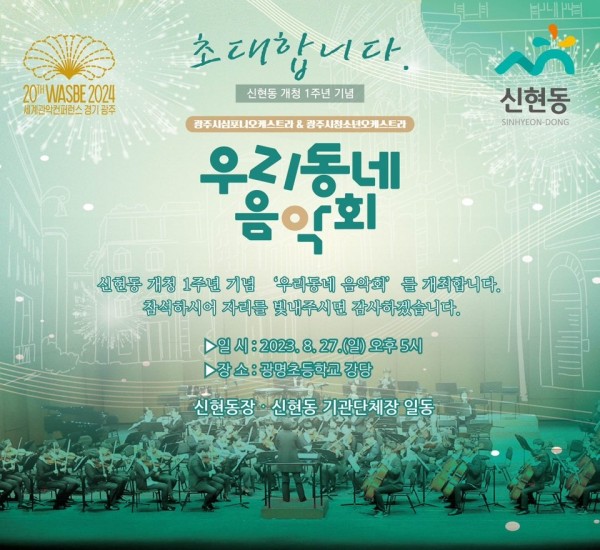 20TH WASBE 2024
세계관악컨퍼런스 경기 광주
초대합니다.
신현동 개청 1주년 기념
신현동
SINHYEON-DONG
광주시심포니오케스트라 & 광주시청소년오케스트라
우리동네
음악회
신현동 개청 1주년 기념 ‘우리동네 음악회’를 개최합니다.
참석하시어 자리를 빛내주시면 감사하겠습니다.
▶일 시 : 2023. 8. 27.(일) 오후 5시
▶장 소 : 광명초등학교 강당
신현동장 · 신현동 기관단체장 일동